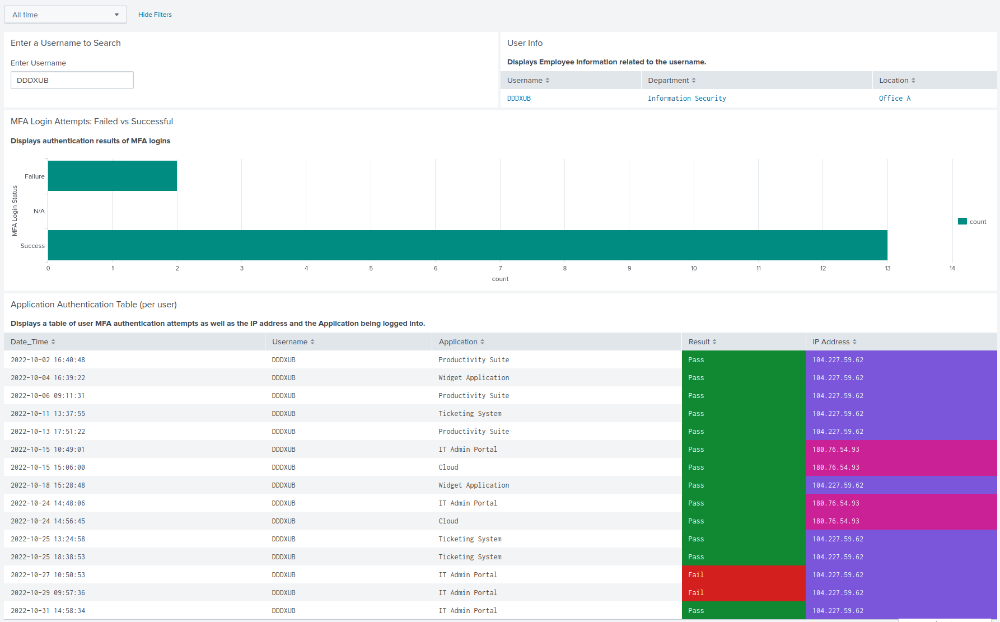 All time
Hide Filters
Enter a Username to Search
Enter Username
DDDXUB
User Info
Displays Employee information related to the username.
Username Department Location
DDDXUB Information Security Office A
MFA Login Attempts: Failed vs Successful
Displays authentication results of MFA logins
MFA Login Status
Failure
N/A
Success
0 1 2 3 4 5 6 7 8 9 10 11 12 13 14
count
count
Application Authentication Table (per user)
Displays a table of user MFA authentication attempts as well as the IP address and the Application being logged into.
Date_Time Username Application Result IP Address
2022-10-02 16:40:48 DDDXUB Productivity Suite Pass 104.227.59.62
2022-10-04 16:39:22 DDDXUB Widget Application Pass 104.227.59.62
2022-10-06 09:11:31 DDDXUB Productivity Suite Pass 104.227.59.62
2022-10-11 13:37:55 DDDXUB Ticketing System Pass 104.227.59.62
2022-10-13 17:51:22 DDDXUB Productivity Suite Pass 104.227.59.62
2022-10-15 10:49:01 DDDXUB IT Admin Portal Pass 180.76.54.93
2022-10-15 15:06:00 DDDXUB Cloud Pass 180.76.54.93
2022-10-18 15:28:48 DDDXUB Widget Application Pass 104.227.59.62
2022-10-24 14:48:06 DDDXUB IT Admin Portal Pass 180.76.54.93
2022-10-24 14:56:45 DDDXUB Cloud Pass 180.76.54.93
2022-10-25 13:24:58 DDDXUB Ticketing System Pass 104.227.59.62
2022-10-25 18:38:53 DDDXUB Ticketing System Pass 104.227.59.62
2022-10-27 10:50:53 DDDXUB IT Admin Portal Fail 104.227.59.62
2022-10-29 09:57:36 DDDXUB IT Admin Portal Fail 104.227.59.62
2022-10-31 14:58:34 DDDXUB IT Admin Portal Pass 104.227.59.62